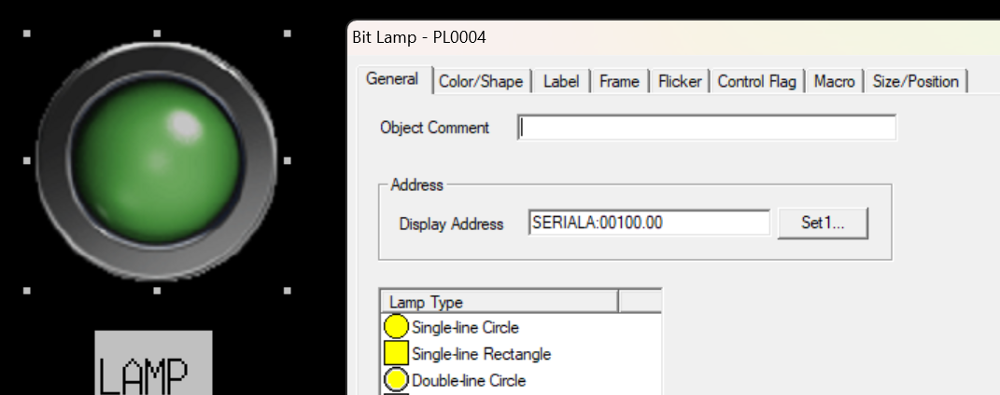 Bit Lamp - PL0004
General Color/Shape Label Frame Flicker Control Flag Macro Size/Position
Object Comment
Address
Display Address SERIALA:00100.00 Set1...
Lamp Type
Single-line Circle
Single-line Rectangle
Double-line Circle
LAMP